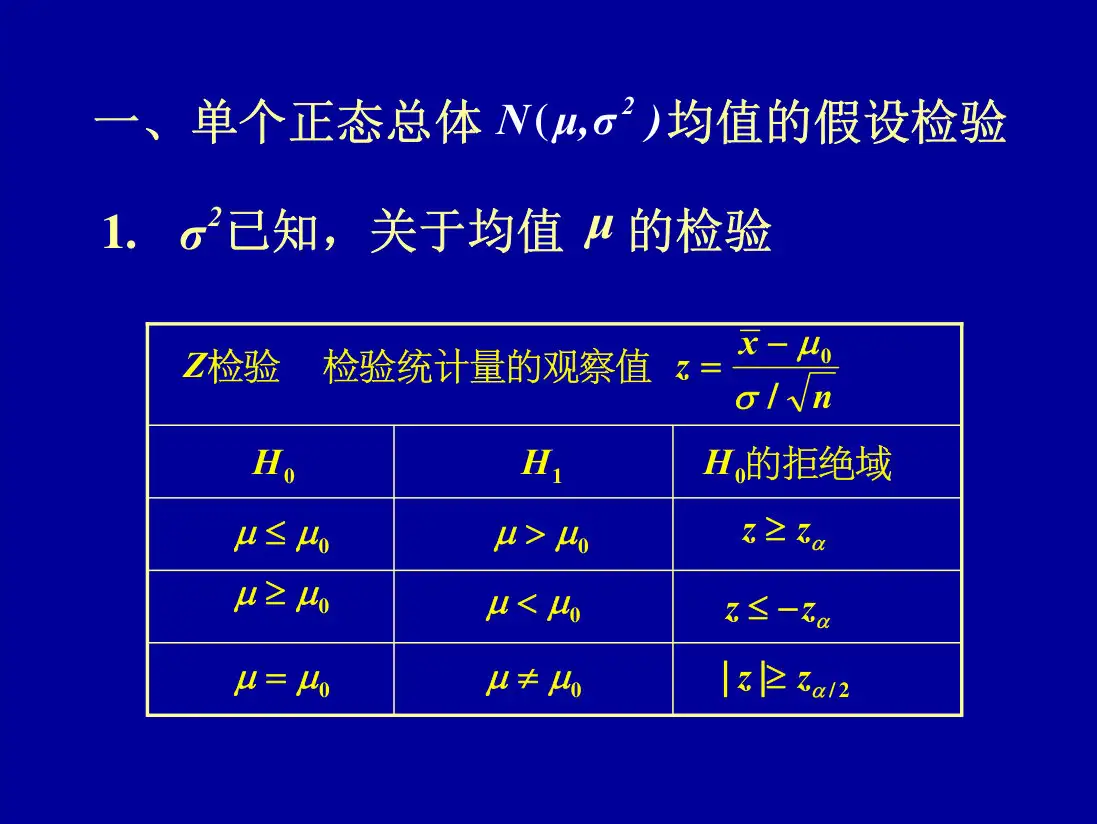 一、单个正态总体 N(μ,σ²)均值的假设检验
1. σ²已知，关于均值 μ 的检验
Z检验 检验统计量的观察值 z = (x̄ − μ₀) / (σ / √n)
H₀ H₁ H₀的拒绝域
μ ≤ μ₀ μ > μ₀ z ≥ z_α
μ ≥ μ₀ μ < μ₀ z ≤ −z_α
μ = μ₀ μ ≠ μ₀ | z |≥ z_α/2